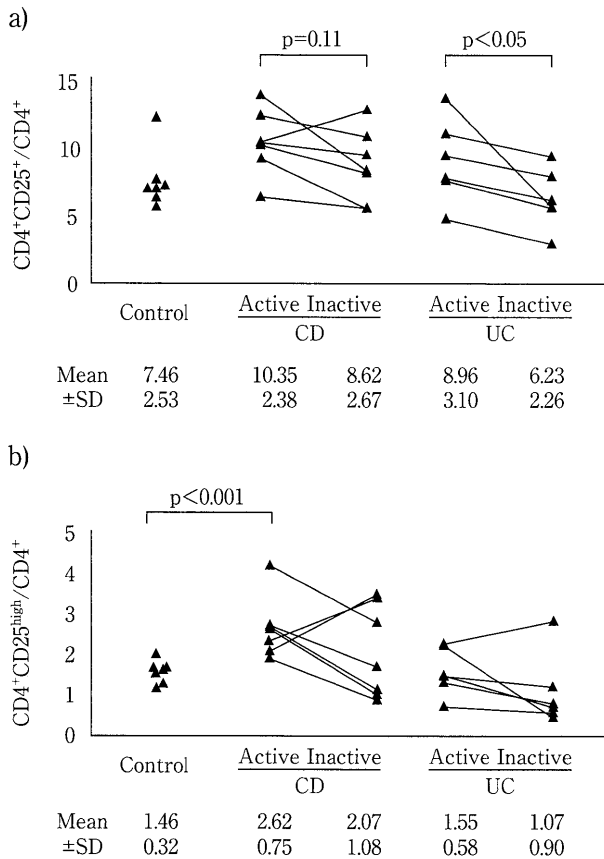 a)
p=0.11 p<0.05
CD4⁺CD25⁺/CD4⁺
15
10
5
0
Control Active Inactive Active Inactive
CD UC
Mean 7.46 10.35 8.62 8.96 6.23
±SD 2.53 2.38 2.67 3.10 2.26
b)
p<0.001
CD4⁺CD25ʰⁱᵍʰ/CD4⁺
5
4
3
2
1
0
Control Active Inactive Active Inactive
CD UC
Mean 1.46 2.62 2.07 1.55 1.07
±SD 0.32 0.75 1.08 0.58 0.90